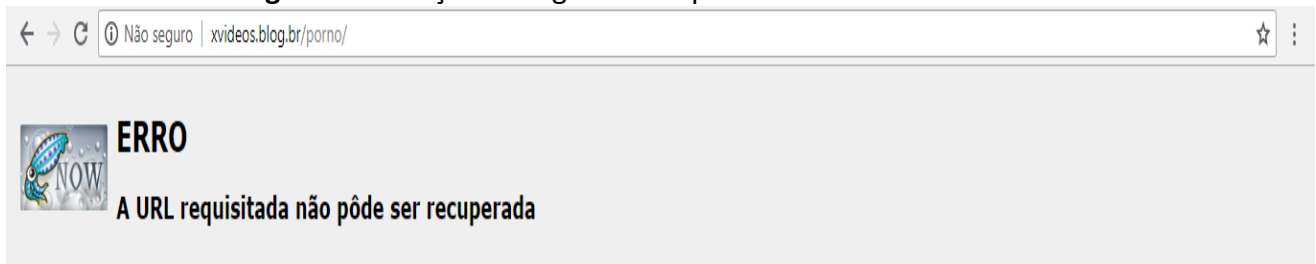 Não seguro | xvideos.blog.br/porno/
ERRO
NOW
A URL requisitada não pôde ser recuperada